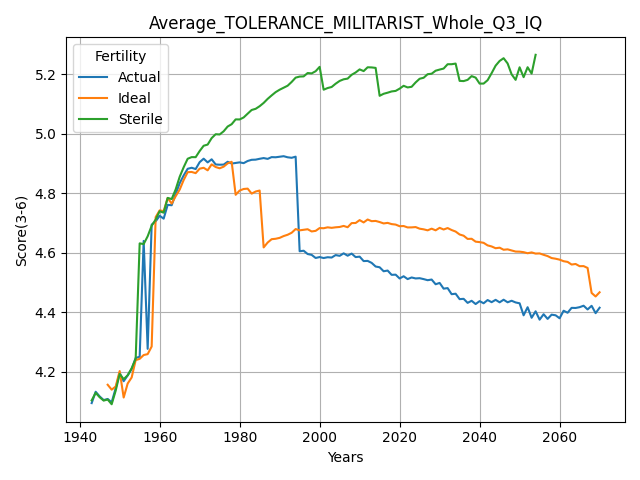 Average_TOLERANCE_MILITARIST_Whole_Q3_IQ
Fertility
Actual
Ideal
Sterile
Score(3-6)
5.2
5.0
4.8
4.6
4.4
4.2
1940 1960 1980 2000 2020 2040 2060
Years